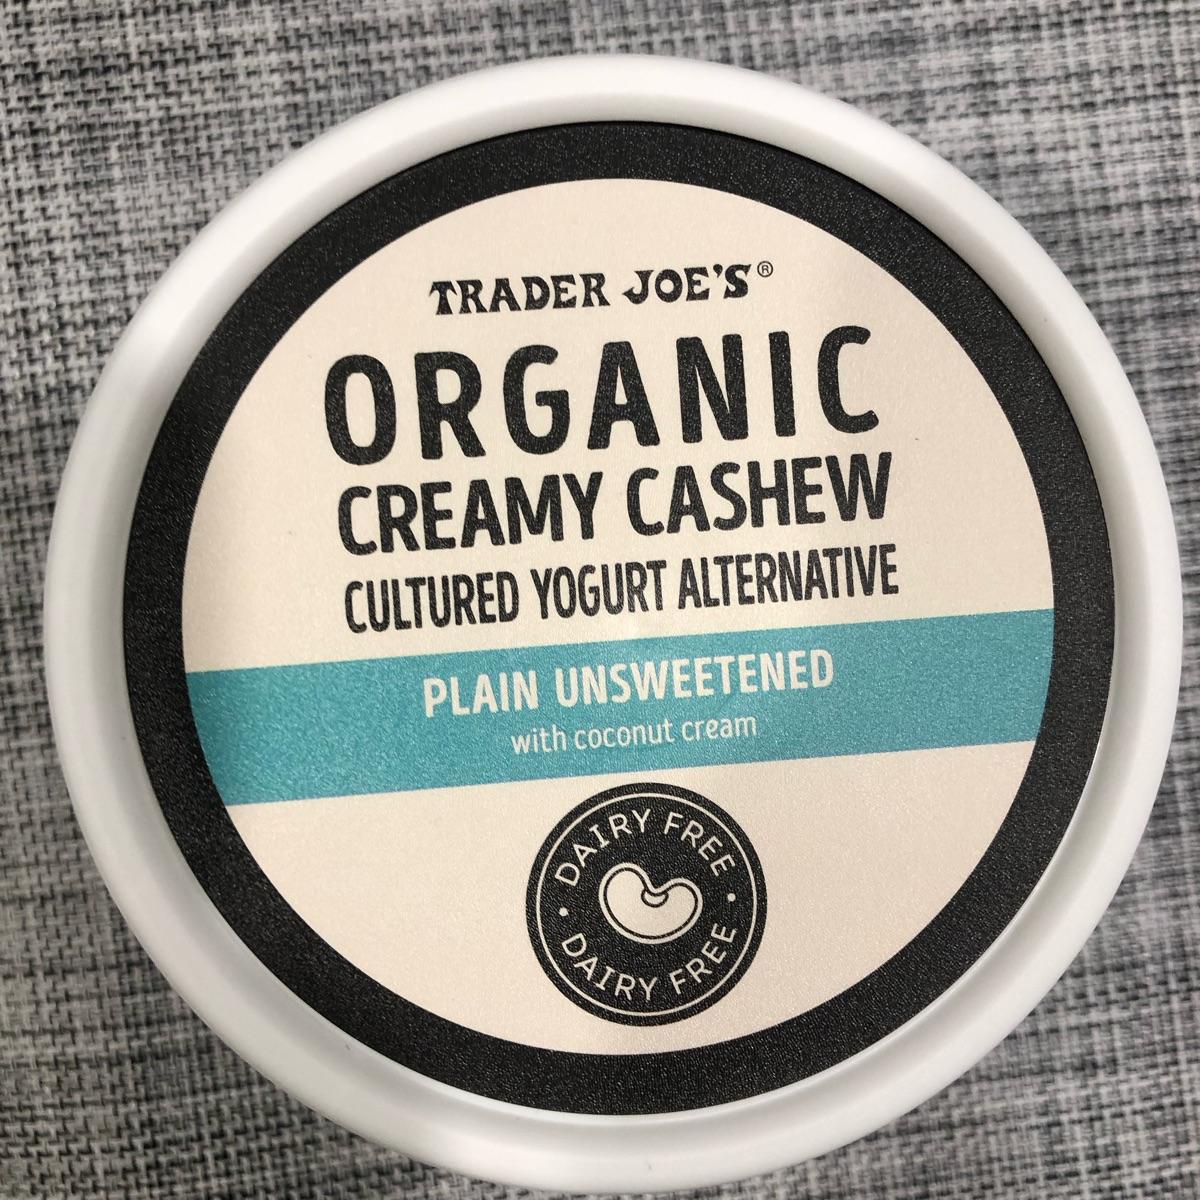 TRADER JOE'S®
ORGANIC
CREAMY CASHEW
CULTURED YOGURT ALTERNATIVE
PLAIN UNSWEETENED
with coconut cream
DAIRY FREE •
DAIRY FREE •